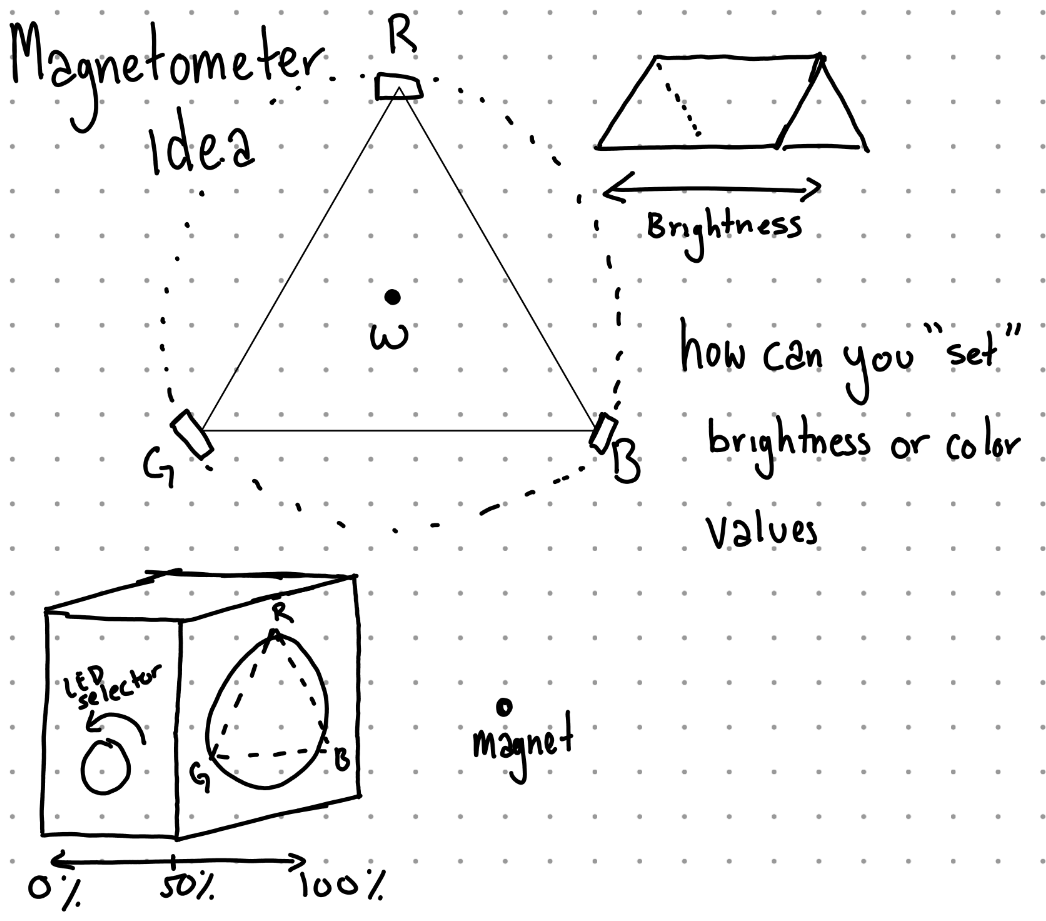 Magnetometer
Idea
R
W
G
B
Brightness
how can you "set"
brightness or color
values
LED
selector
R
G
B
magnet
0%
50%
100%